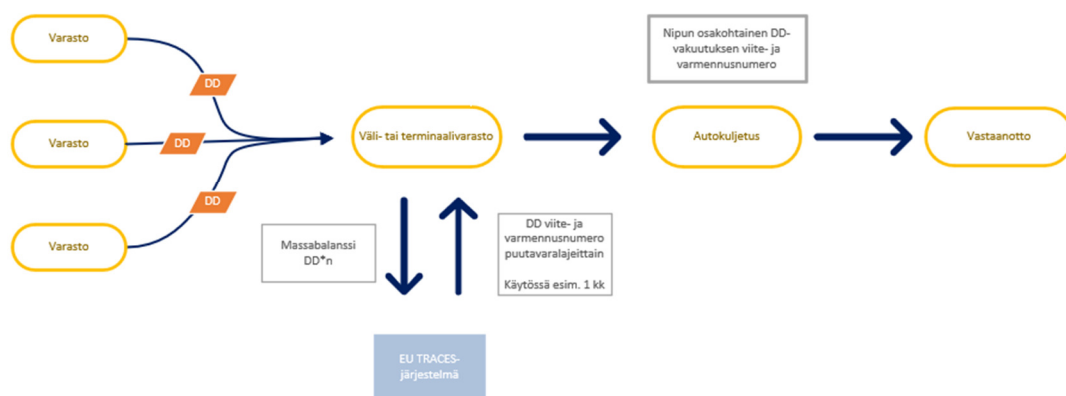 Varasto
DD
Varasto
DD
Varasto
DD
Väli- tai terminaalivarasto
Nipun osakohtainen DD-
vakuutuksen viite- ja
varmennusnumero
Autokuljetus
Vastaanotto
Massabalanssi
DD*n
DD viite- ja
varmennusnumero
puutavaralajeittain
Käytössä esim. 1 kk
EU TRACES-
järjestelmä